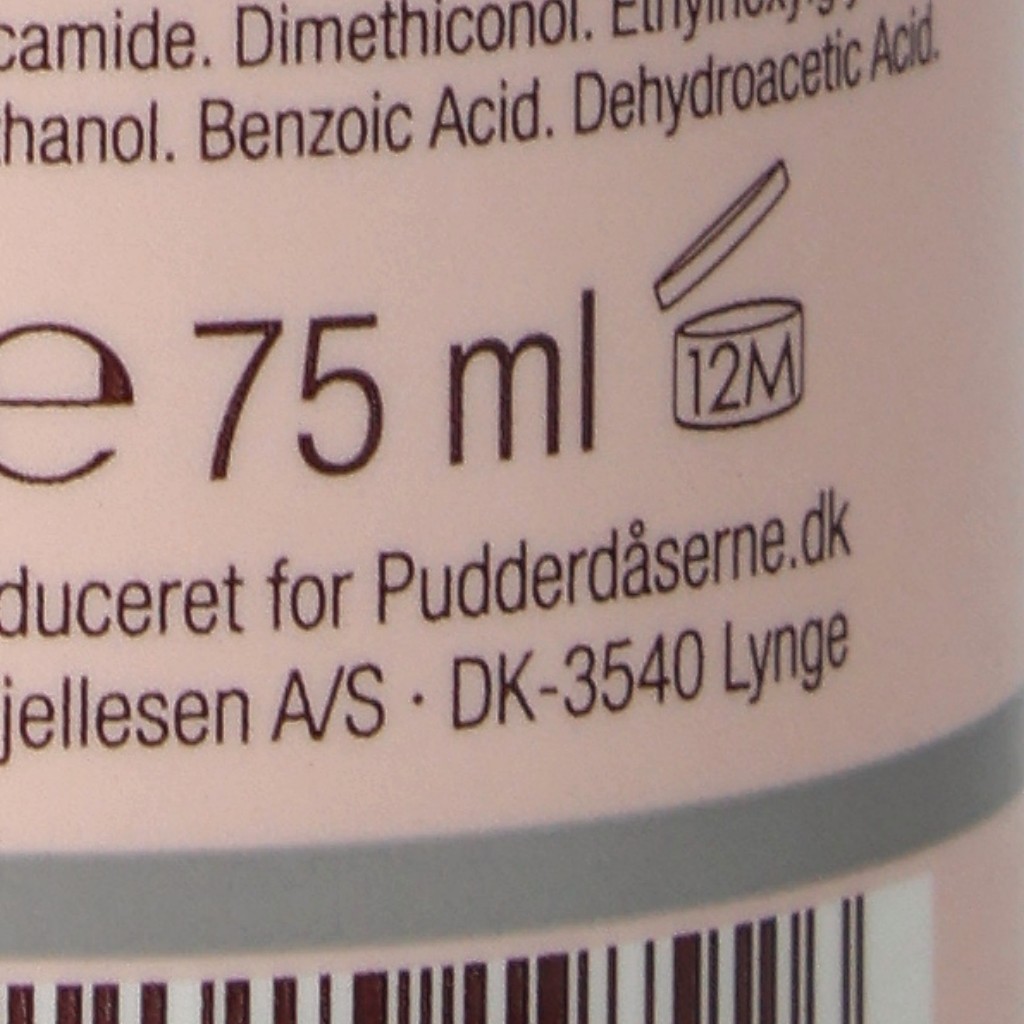 camide. Dimethiconol.
hanol. Benzoic Acid. Dehydroacetic Acid.
e 75 ml 12M
duceret for Pudderdåserne.dk
jellesen A/S · DK-3540 Lynge